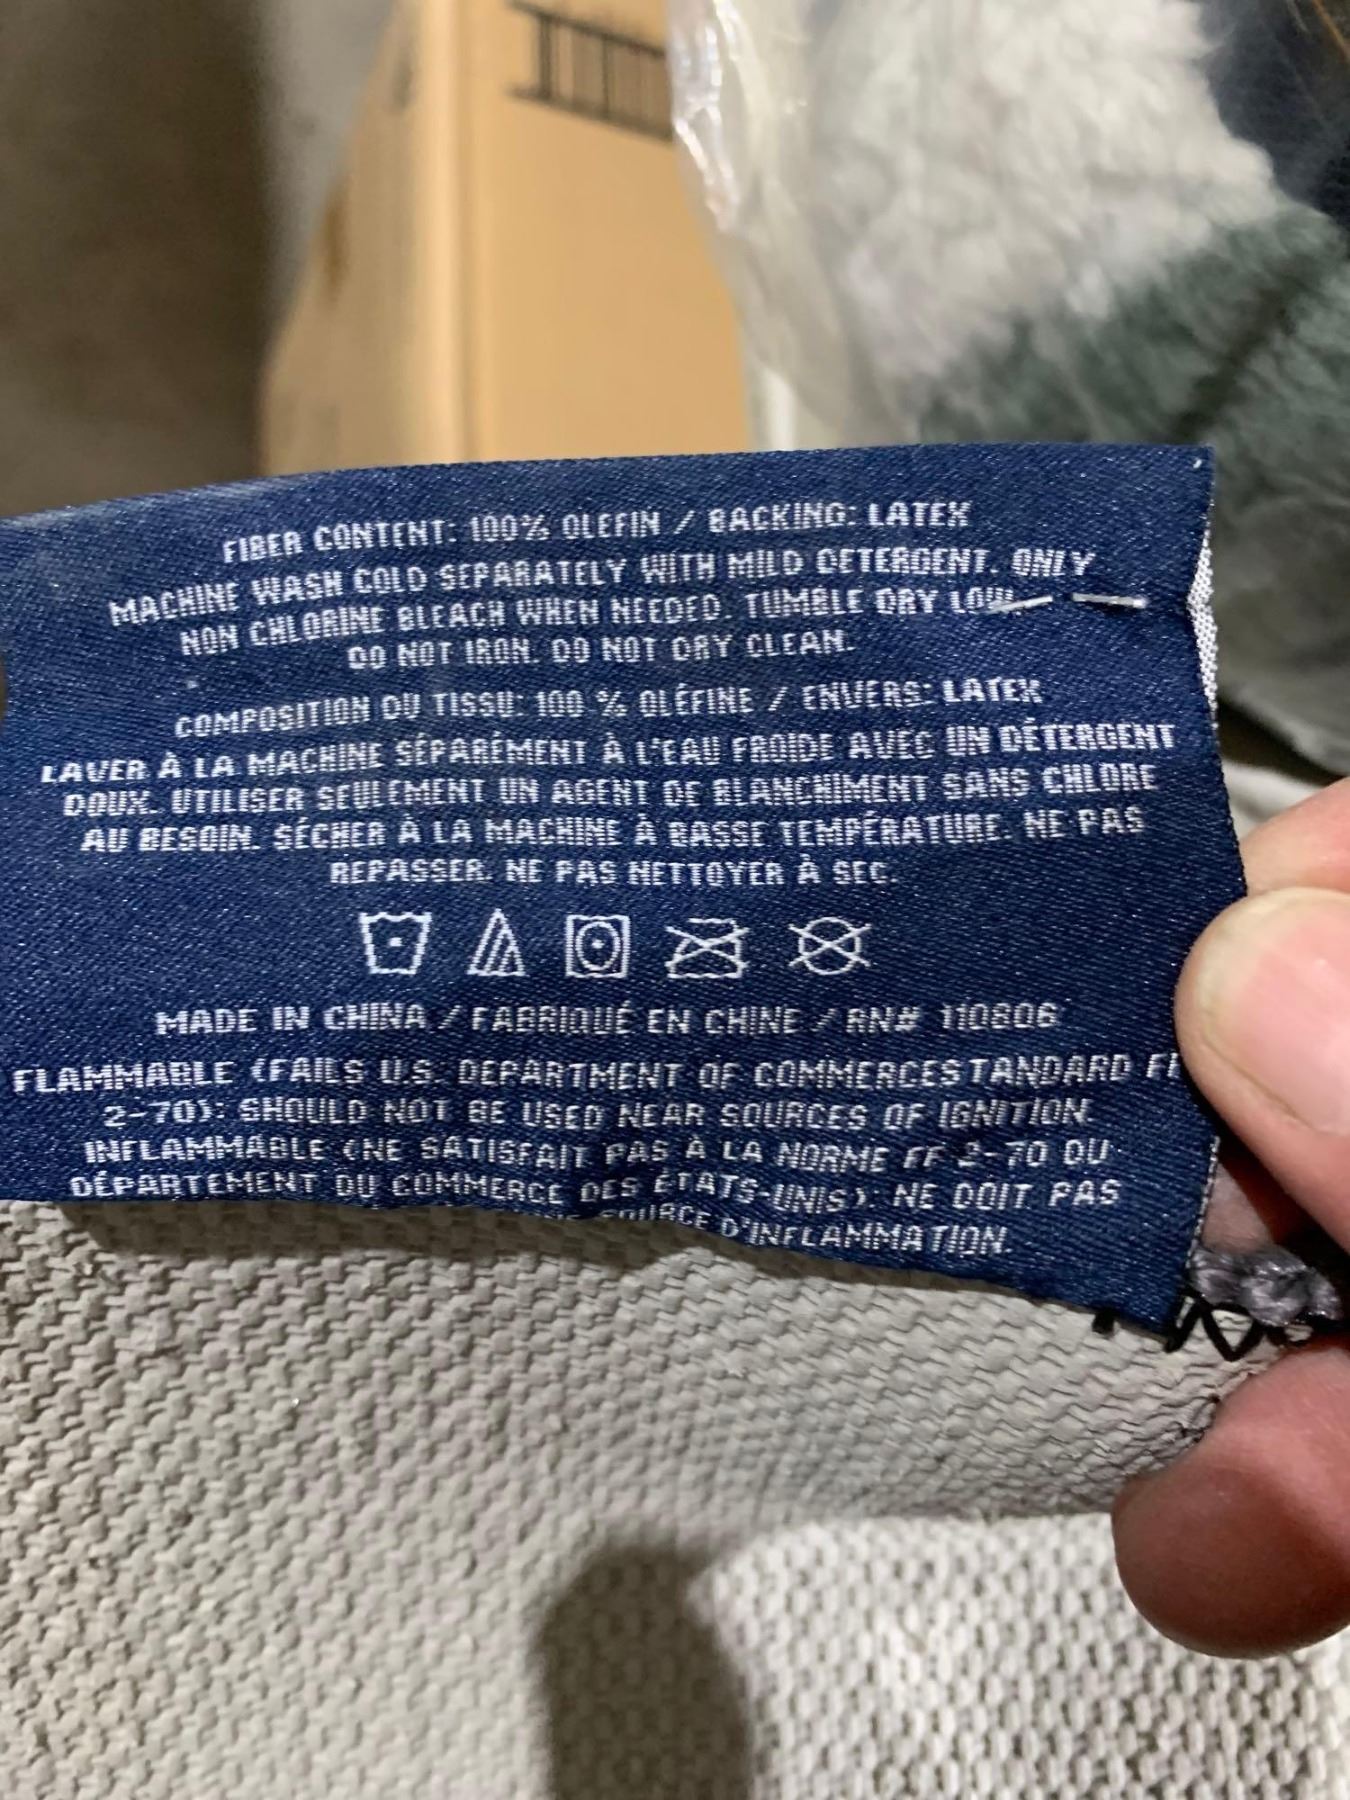 FIBER CONTENT: 100% OLEFIN / BACKING: LATEX
MACHINE WASH COLD SEPARATELY WITH MILD DETERGENT. ONLY
NON CHLORINE BLEACH WHEN NEEDED. TUMBLE DRY LOW.
DO NOT IRON. DO NOT DRY CLEAN.
COMPOSITION DU TISSU: 100 % OLÉFINE / ENVERS: LATEX
LAVER À LA MACHINE SÉPARÉMENT À L'EAU FROIDE AVEC UN DÉTERGENT
DOUX. UTILISER SEULEMENT UN AGENT DE BLANCHIMENT SANS CHLORE
AU BESOIN. SÉCHER À LA MACHINE À BASSE TEMPÉRATURE. NE PAS
REPASSER. NE PAS NETTOYER À SEC.
MADE IN CHINA / FABRIQUÉ EN CHINE / RN# 110806
FLAMMABLE (FAILS U.S. DEPARTMENT OF COMMERCESTANDARD FF
2-70): SHOULD NOT BE USED NEAR SOURCES OF IGNITION.
INFLAMMABLE (NE SATISFAIT PAS À LA NORME FF 2-70 DU
DÉPARTEMENT DU COMMERCE DES ÉTATS-UNIS): NE DOIT PAS
SOURCE D'INFLAMMATION.